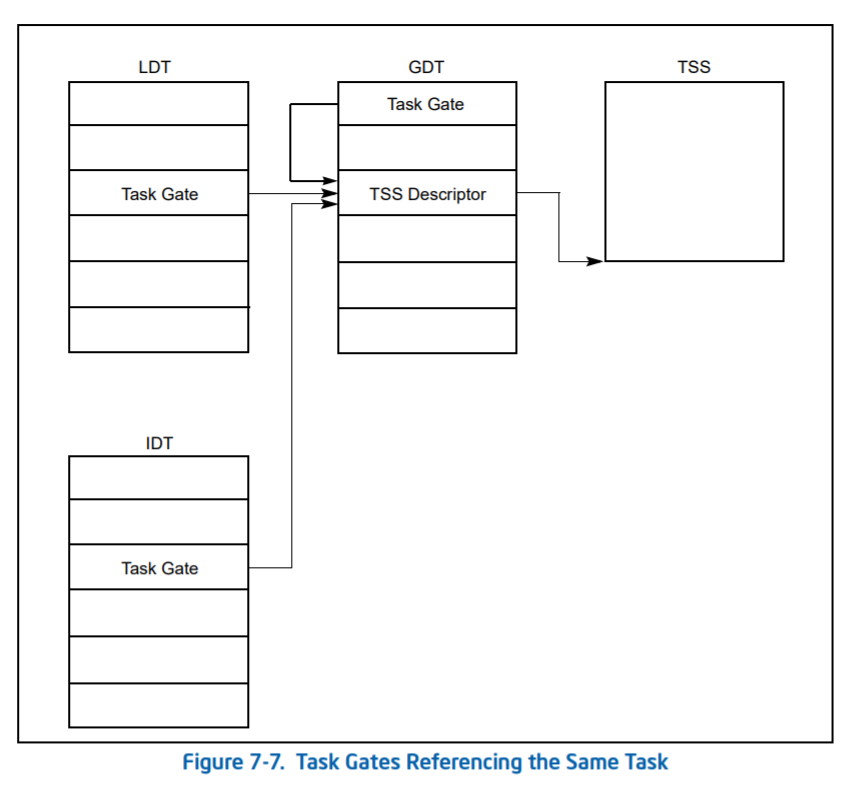 LDT
GDT
TSS
Task Gate
Task Gate
TSS Descriptor
IDT
Task Gate
Figure 7-7. Task Gates Referencing the Same Task